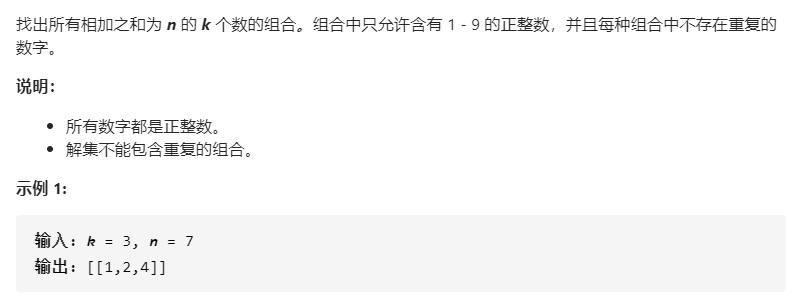 找出所有相加之和为 n 的 k 个数的组合。组合中只允许含有 1 - 9 的正整数，并且每种组合中不存在重复的
数字。
说明：
• 所有数字都是正整数。
• 解集不能包含重复的组合。
示例 1:
输入: k = 3, n = 7
输出: [[1,2,4]]